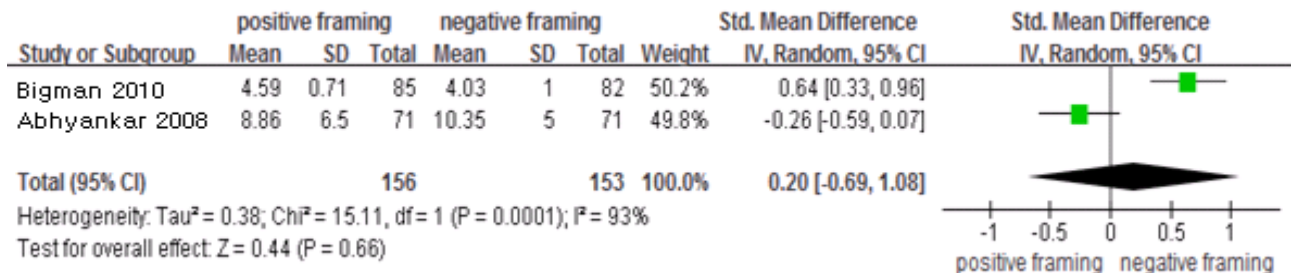 positive framing negative framing Std. Mean Difference Std. Mean Difference
Study or Subgroup Mean SD Total Mean SD Total Weight IV, Random, 95% CI IV, Random, 95% CI
Bigman 2010 4.59 0.71 85 4.03 1 82 50.2% 0.64 [0.33, 0.96]
Abhyankar 2008 8.86 6.5 71 10.35 5 71 49.8% -0.26 [-0.59, 0.07]
Total (95% CI) 156 153 100.0% 0.20 [-0.69, 1.08]
Heterogeneity: Tau² = 0.38; Chi² = 15.11, df = 1 (P = 0.0001); I² = 93%
Test for overall effect: Z = 0.44 (P = 0.66)
-1 -0.5 0 0.5 1
positive framing negative framing